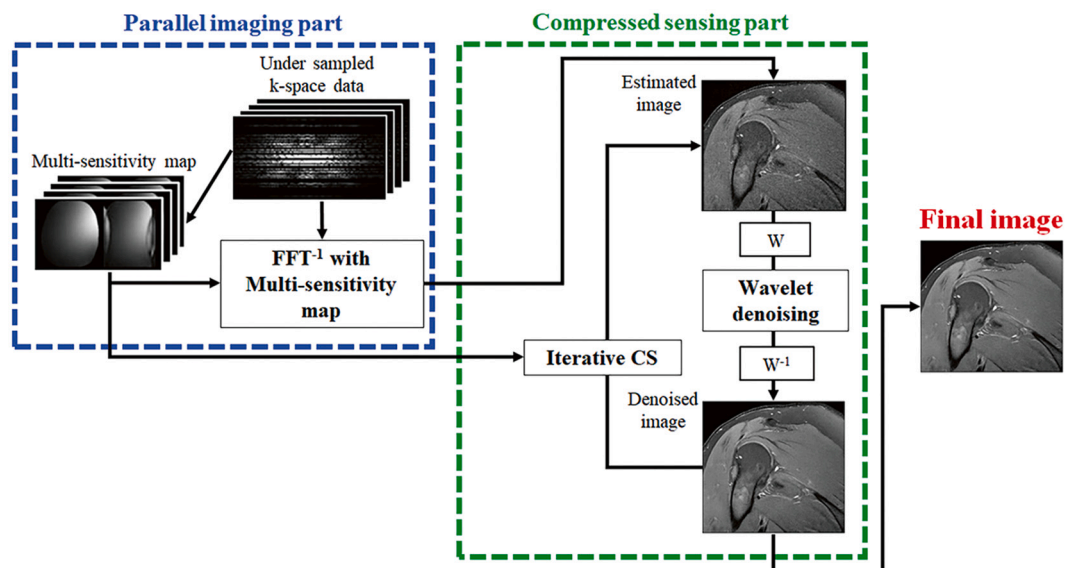 Parallel imaging part
Under sampled
k-space data
Multi-sensitivity map
FFT⁻¹ with
Multi-sensitivity
map
Compressed sensing part
Estimated
image
W
Wavelet
denoising
W⁻¹
Iterative CS
Denoised
image
Final image